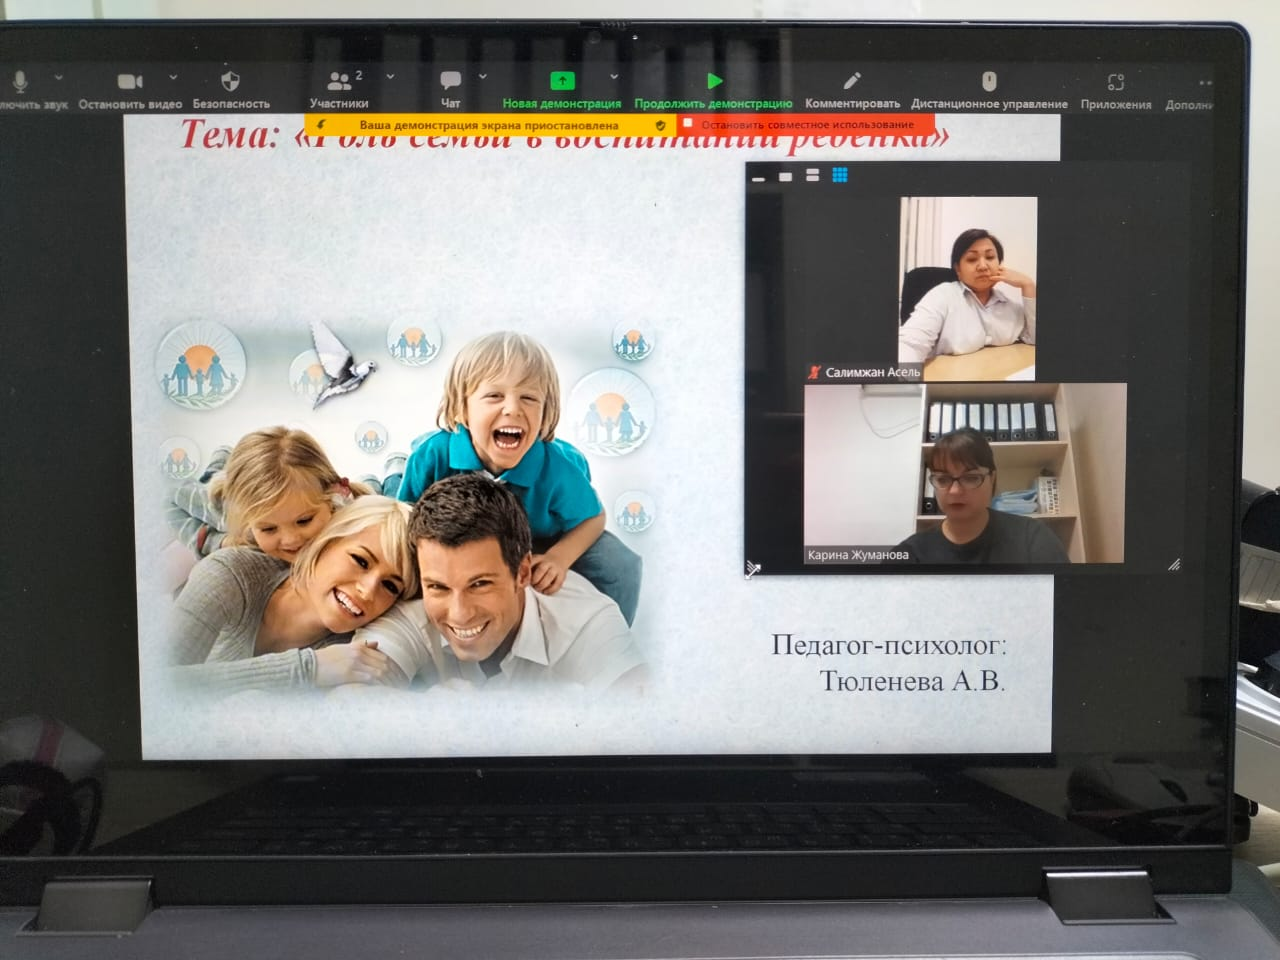 лючить звук
Остановить видео
Безопасность
Участники
2
Чат
Новая демонстрация
Продолжить демонстрацию
Комментировать
Дистанционное управление
Приложения
Дополни
Ваша демонстрация экрана приостановлена
Остановить совместное использование
Тема: «Роль семьи в воспитании ребенка»
Салимжан Асель
Карина Жуманова
Педагог-психолог:
Тюленева А.В.